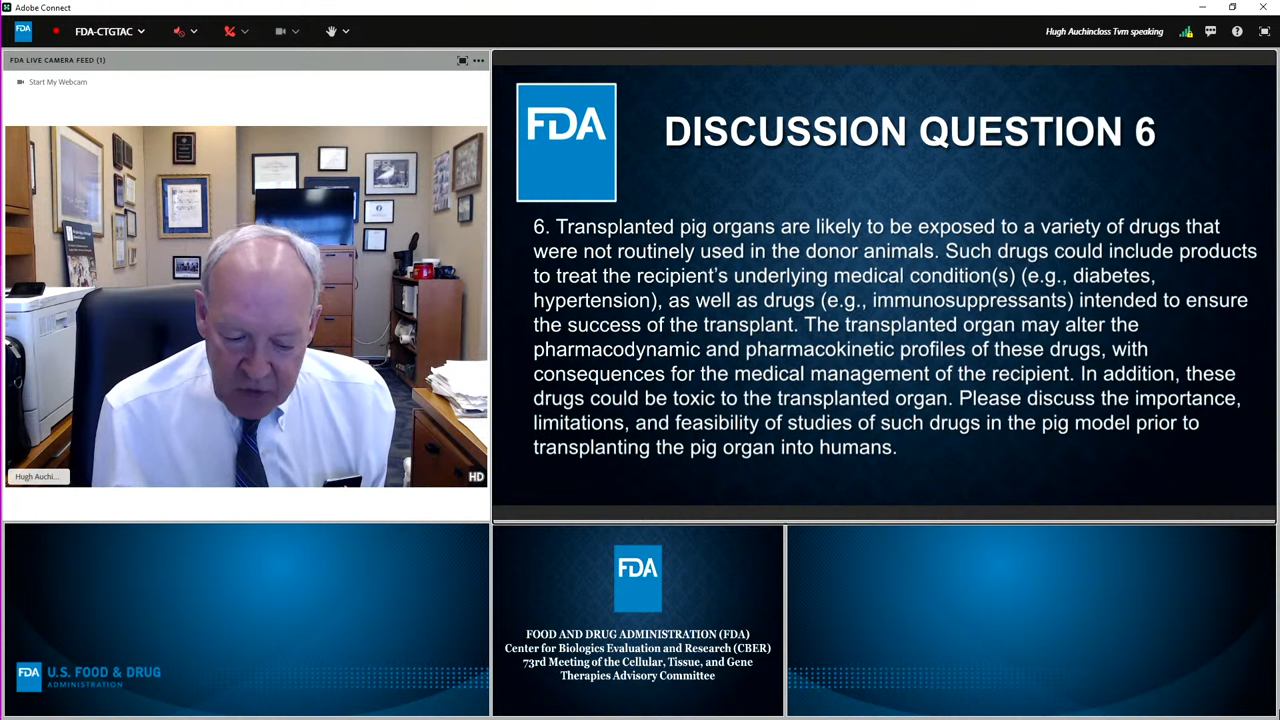 Adobe Connect
FDA
FDA-CTGTAC
Hugh Auchincloss Tvm speaking
FDA LIVE CAMERA FEED (1)
Start My Webcam
Hugh Auchi...
HD
FDA
DISCUSSION QUESTION 6
6. Transplanted pig organs are likely to be exposed to a variety of drugs that
were not routinely used in the donor animals. Such drugs could include products
to treat the recipient's underlying medical condition(s) (e.g., diabetes,
hypertension), as well as drugs (e.g., immunosuppressants) intended to ensure
the success of the transplant. The transplanted organ may alter the
pharmacodynamic and pharmacokinetic profiles of these drugs, with
consequences for the medical management of the recipient. In addition, these
drugs could be toxic to the transplanted organ. Please discuss the importance,
limitations, and feasibility of studies of such drugs in the pig model prior to
transplanting the pig organ into humans.
FDA
U.S. FOOD & DRUG
ADMINISTRATION
FDA
FOOD AND DRUG ADMINISTRATION (FDA)
Center for Biologics Evaluation and Research (CBER)
73rd Meeting of the Cellular, Tissue, and Gene
Therapies Advisory Committee